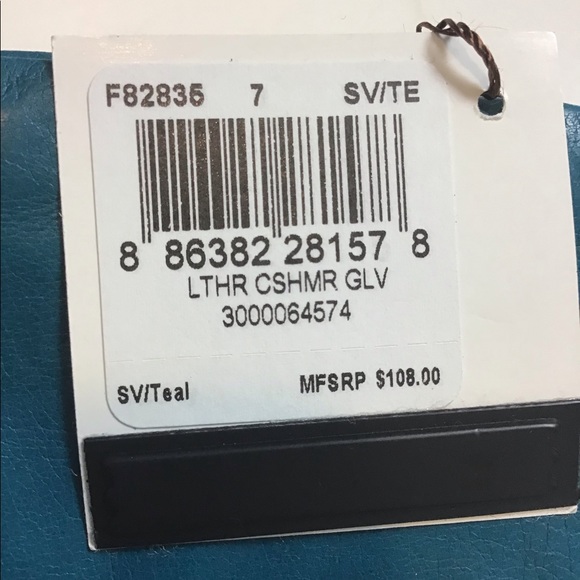 F82835 7 SV/TE
8 86382 28157 8
LTHR CSHMR GLV
3000064574
SV/Teal MFSRP $108.00